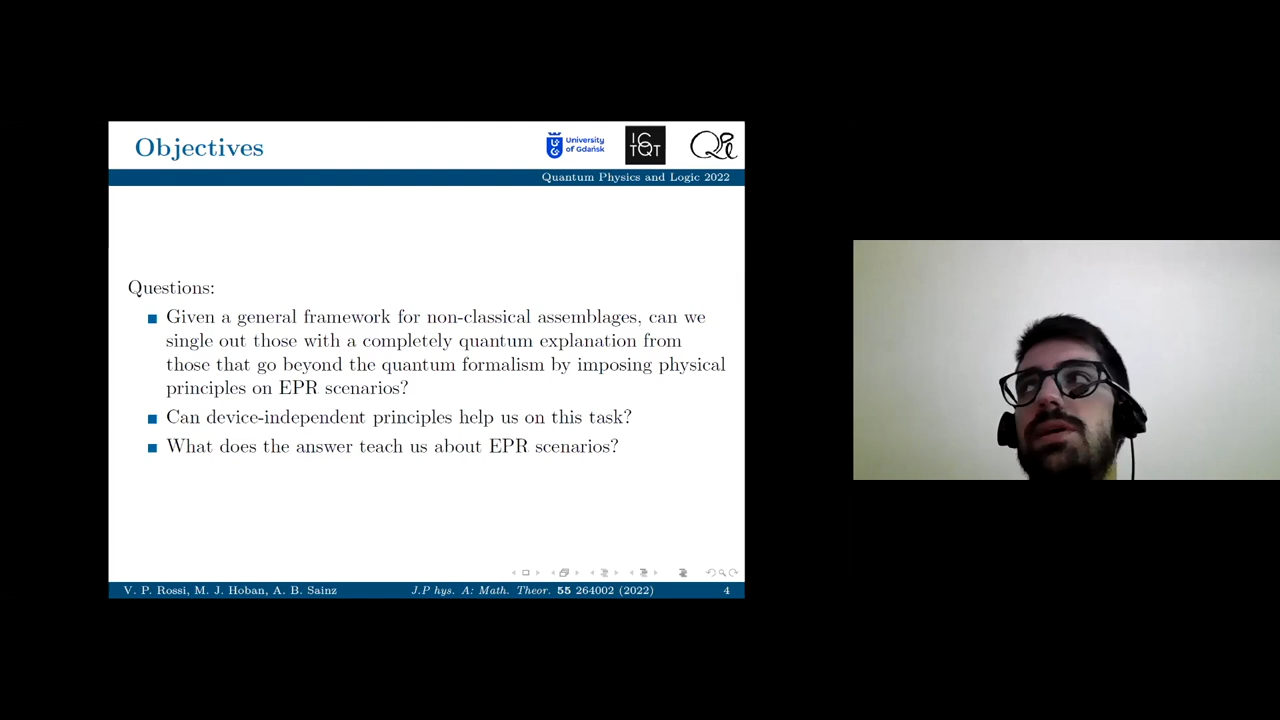 Objectives
University
of Gdańsk
IC
TQT
Quantum Physics and Logic 2022
Questions:
Given a general framework for non-classical assemblages, can we
single out those with a completely quantum explanation from
those that go beyond the quantum formalism by imposing physical
principles on EPR scenarios?
Can device-independent principles help us on this task?
What does the answer teach us about EPR scenarios?
V. P. Rossi, M. J. Hoban, A. B. Sainz
J.P hys. A: Math. Theor. 55 264002 (2022)
4